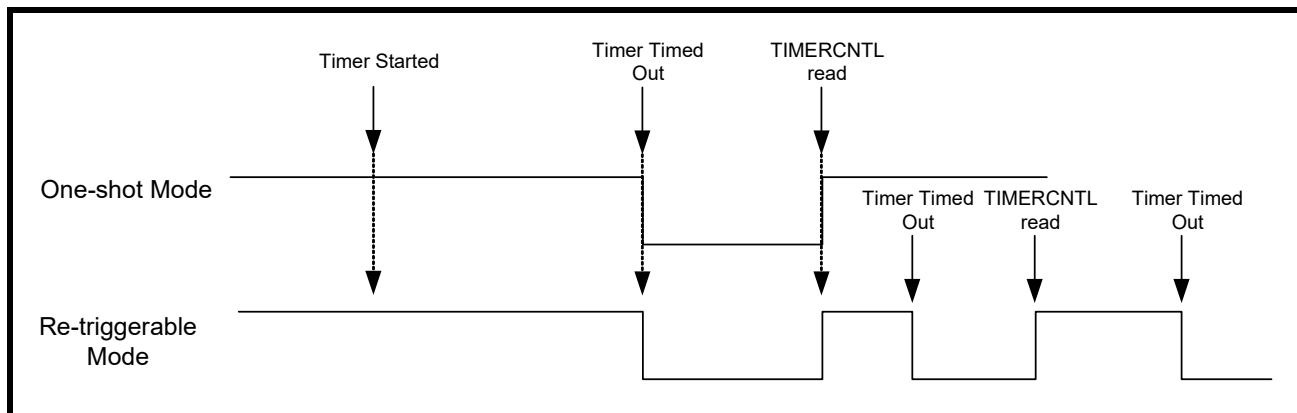 Timer Started
Timer Timed
Out
TIMERCNTL
read
One-shot Mode
Timer Timed
Out
TIMERCNTL
read
Timer Timed
Out
Re-triggerable
Mode